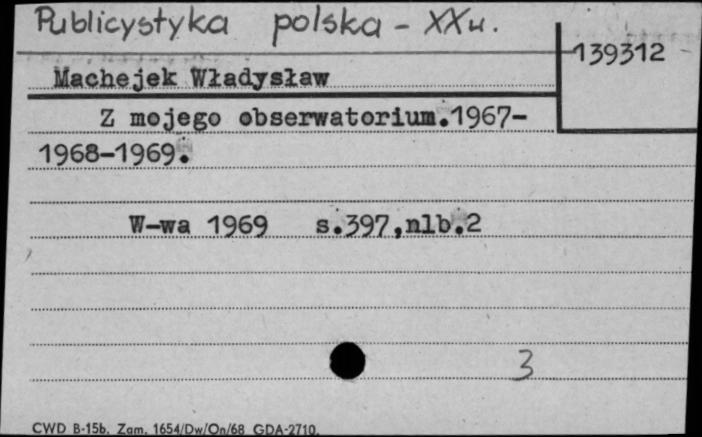 Publicystyka polska - XXw.
139312
Machejek Władysław
Z mojego obserwatorium.1967-
1968-1969.
W-wa 1969 s.397,nlb.2
3
CWD B-15b. Zam. 1654/Dw/On/68 GDA-2710.